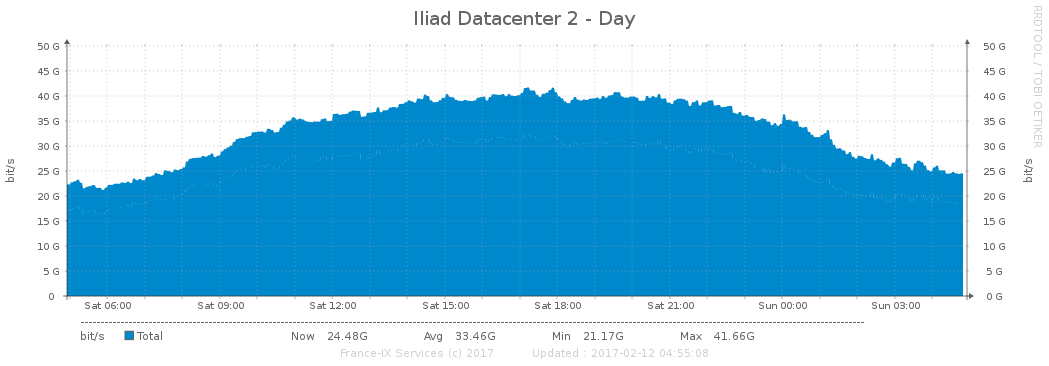 Iliad Datacenter 2 - Day
RRDTOOL / TOBI OETIKER
50 G 50 G
45 G 45 G
40 G 40 G
35 G 35 G
30 G 30 G
25 G 25 G
20 G 20 G
15 G 15 G
10 G 10 G
5 G 5 G
0 0 G
bit/s bit/s
Sat 06:00 Sat 09:00 Sat 12:00 Sat 15:00 Sat 18:00 Sat 21:00 Sun 00:00 Sun 03:00
bit/s Total Now 24.48G Avg 33.46G Min 21.17G Max 41.66G
France-IX Services (c) 2017 Updated : 2017-02-12 04:55:08